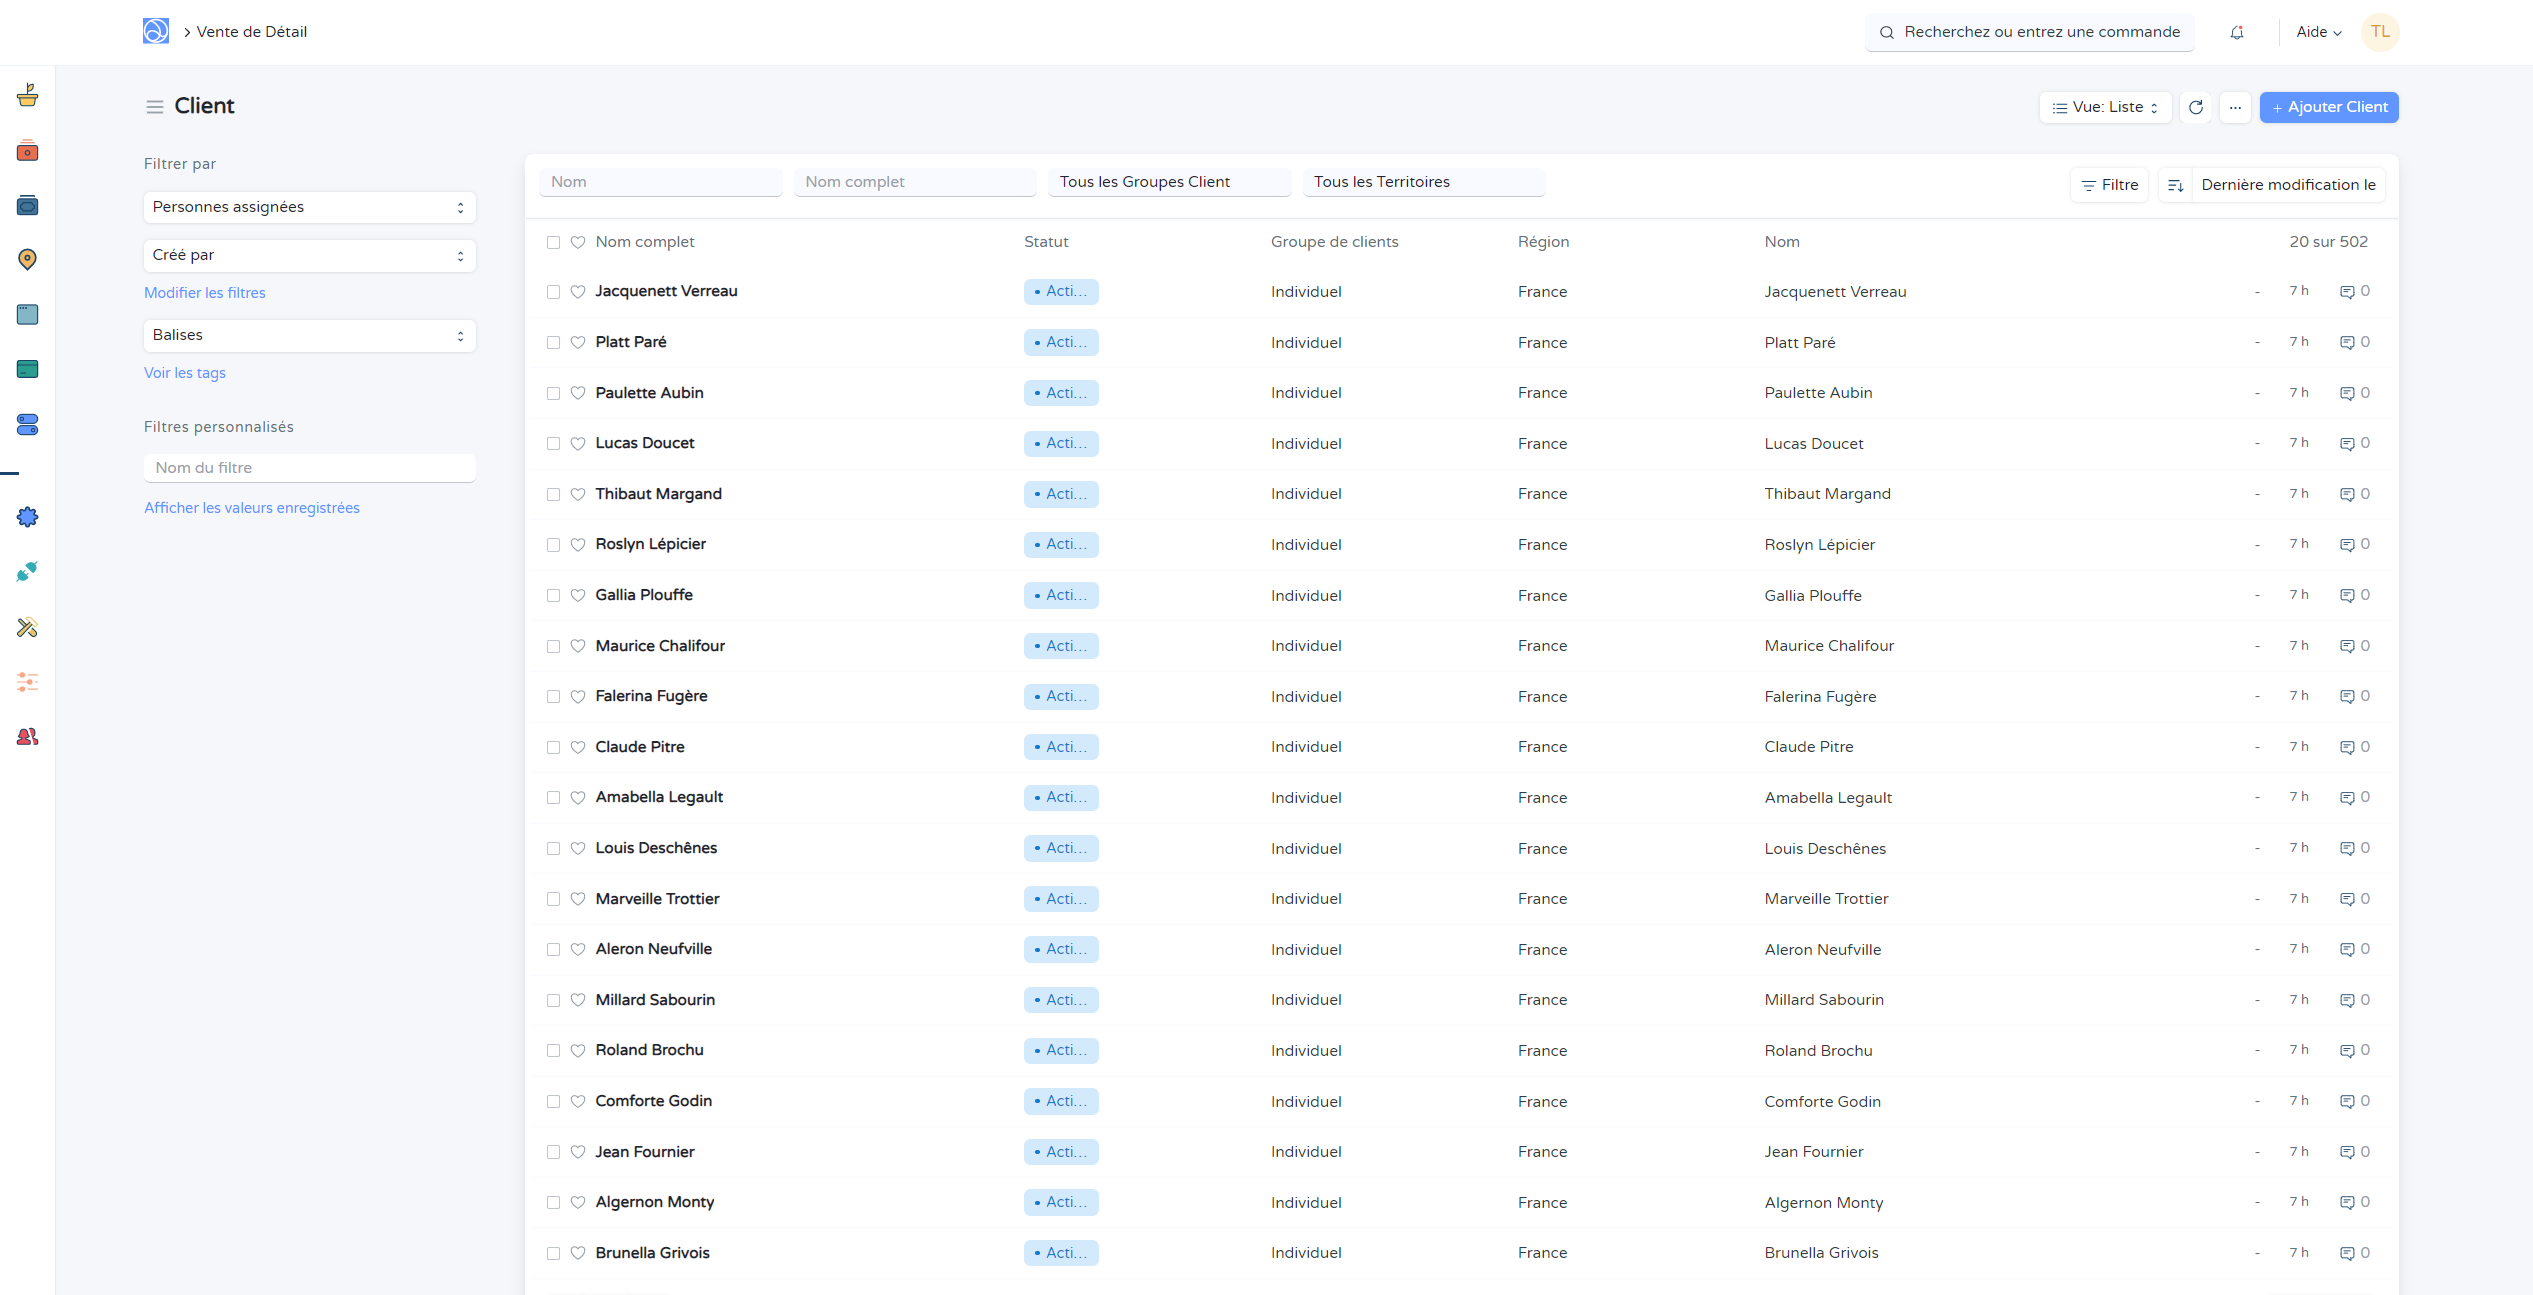 Vente de Détail
Recherchez ou entrez une commande
Aide
TL
Client
Vue: Liste
Ajouter Client
Filtrer par
Personnes assignées
Créé par
Modifier les filtres
Balises
Voir les tags
Filtres personnalisés
Nom du filtre
Afficher les valeurs enregistrées
Nom Nom complet Tous les Groupes Client Tous les Territoires Filtre Dernière modification le
Nom complet Statut Groupe de clients Région Nom 20 sur 502
Jacquenett Verreau Acti... Individuel France Jacquenett Verreau - 7 h 0
Platt Paré Acti... Individuel France Platt Paré - 7 h 0
Paulette Aubin Acti... Individuel France Paulette Aubin - 7 h 0
Lucas Doucet Acti... Individuel France Lucas Doucet - 7 h 0
Thibaut Margand Acti... Individuel France Thibaut Margand - 7 h 0
Roslyn Lépicier Acti... Individuel France Roslyn Lépicier - 7 h 0
Gallia Plouffe Acti... Individuel France Gallia Plouffe - 7 h 0
Maurice Chalifour Acti... Individuel France Maurice Chalifour - 7 h 0
Falerina Fugère Acti... Individuel France Falerina Fugère - 7 h 0
Claude Pitre Acti... Individuel France Claude Pitre - 7 h 0
Amabella Legault Acti... Individuel France Amabella Legault - 7 h 0
Louis Deschênes Acti... Individuel France Louis Deschênes - 7 h 0
Marveille Trottier Acti... Individuel France Marveille Trottier - 7 h 0
Aleron Neufville Acti... Individuel France Aleron Neufville - 7 h 0
Millard Sabourin Acti... Individuel France Millard Sabourin - 7 h 0
Roland Brochu Acti... Individuel France Roland Brochu - 7 h 0
Comforte Godin Acti... Individuel France Comforte Godin - 7 h 0
Jean Fournier Acti... Individuel France Jean Fournier - 7 h 0
Algernon Monty Acti... Individuel France Algernon Monty - 7 h 0
Brunella Grivois Acti... Individuel France Brunella Grivois - 7 h 0